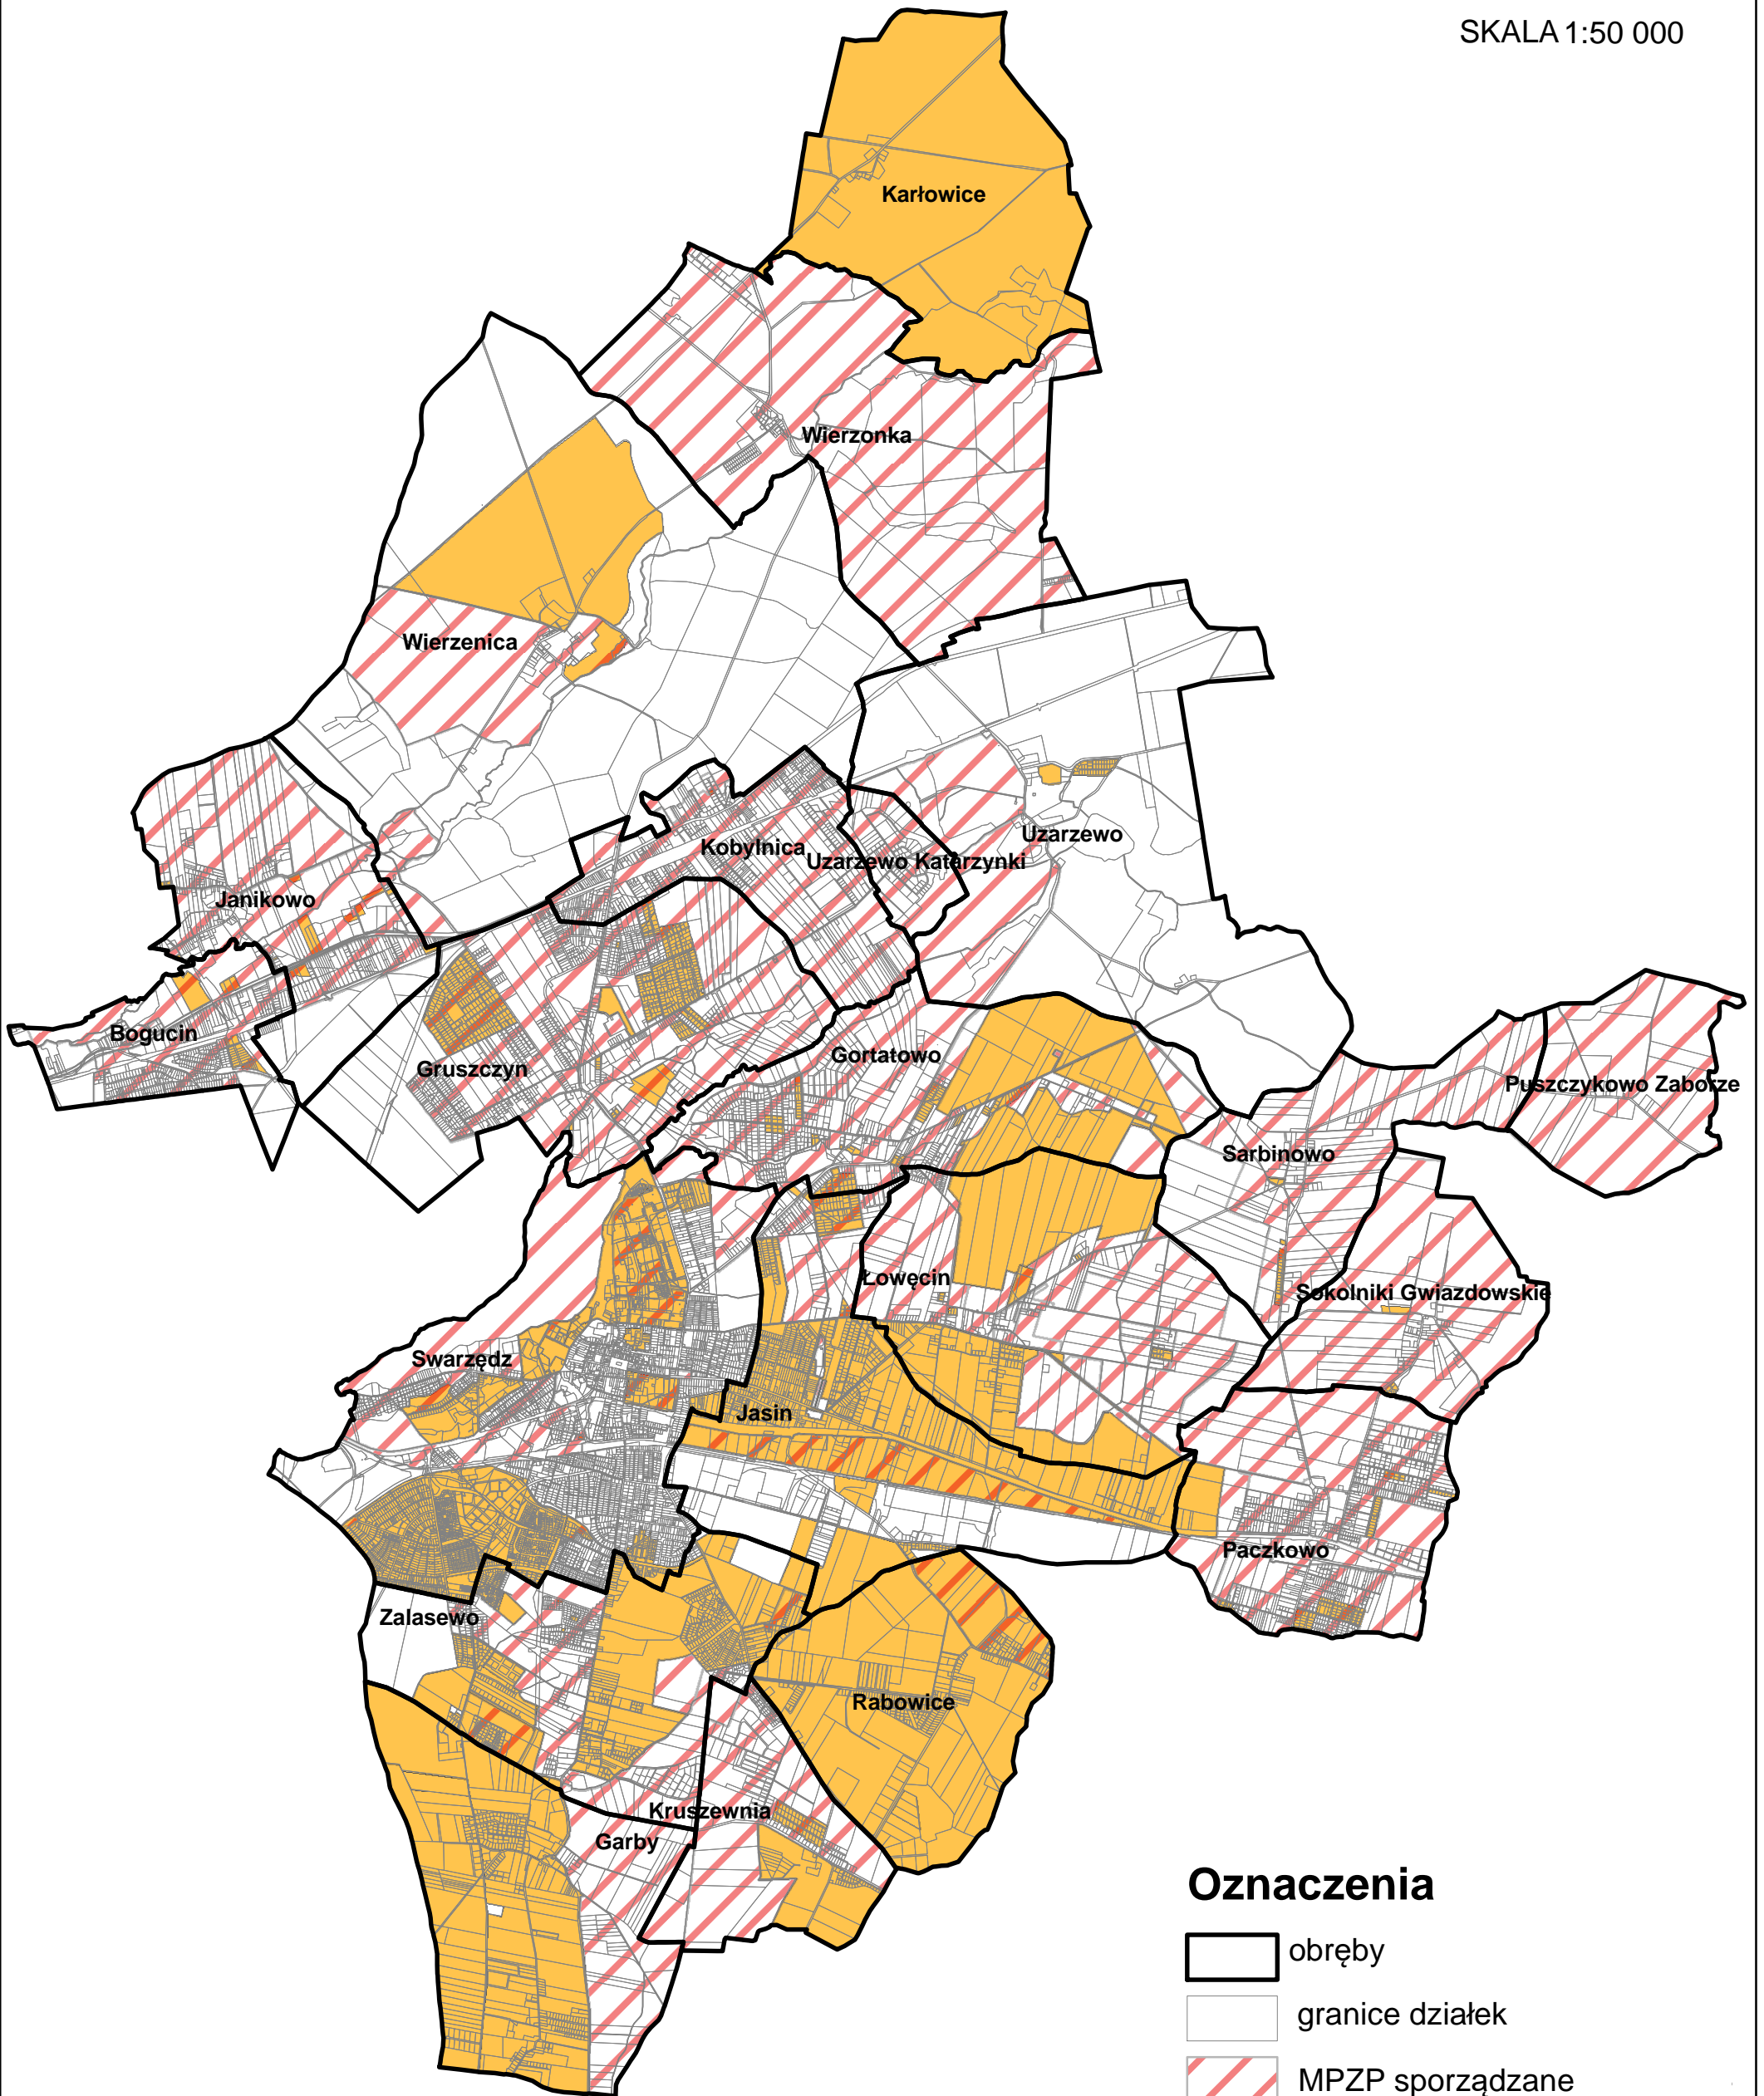 SKALA 1:50 000
Karłowice
Wierzonka
Wierzenica
Uzarzewo
Kobylnica
Uzarzewo Katarzynki
Janikowo
Bogucin
Gortatowo
Gruszczyn
Puszczykowo Zaborze
Sarbinowo
Łowęcin
Sokolniki Gwiazdowskie
Swarzędz
Jasin
Paczkowo
Zalasewo
Rabowice
Kruszewnia
Garby
Oznaczenia
obręby
granice działek
MPZP sporządzane